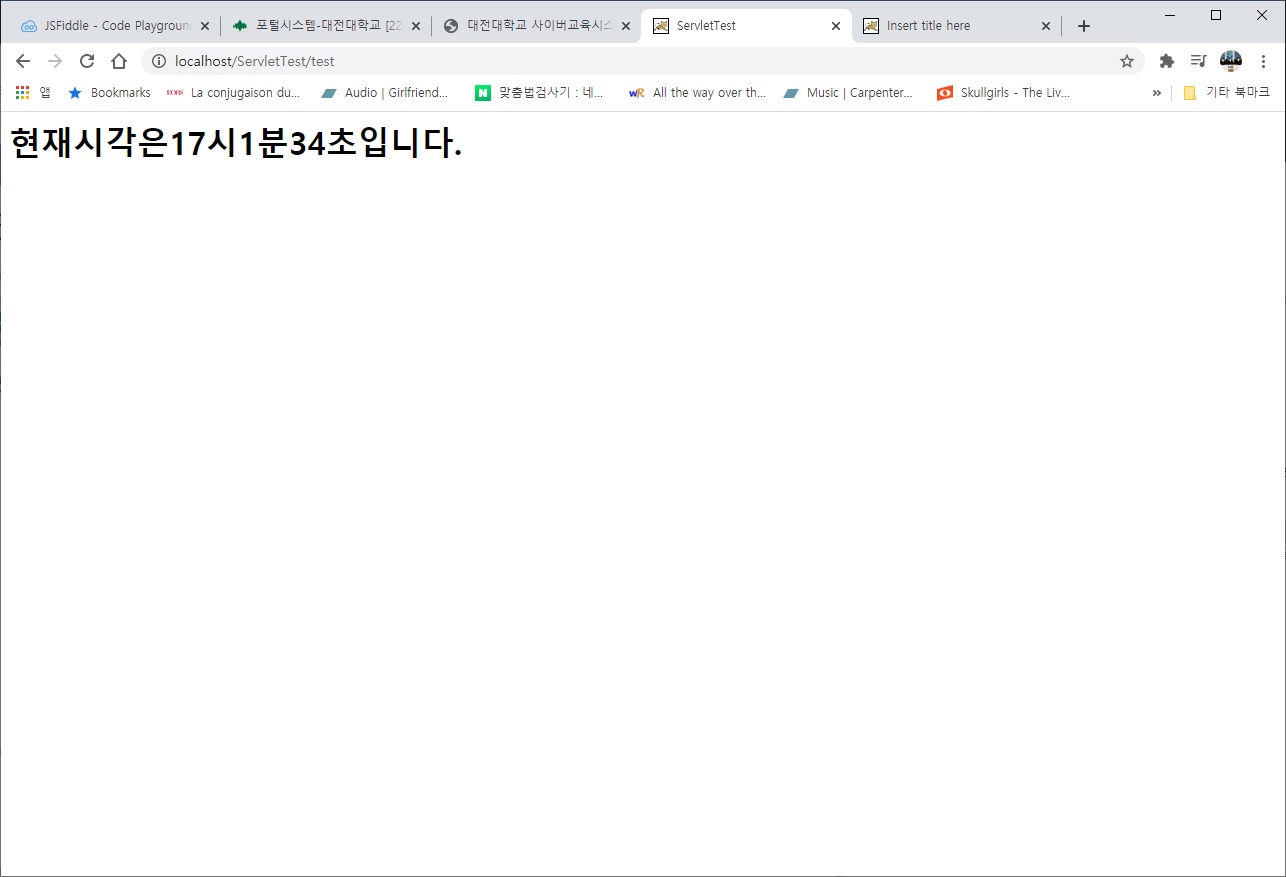 JSFiddle - Code Playground
포털시스템-대전대학교 [22
대전대학교 사이버교육시스
ServletTest
Insert title here
localhost/ServletTest/test
앱
Bookmarks
La conjugaison du...
Audio | Girlfriend...
N
맞춤법검사기 : 네...
WR
All the way over th...
Music | Carpenter...
Skullgirls - The Liv...
»
기타 북마크
현재시각은17시1분34초입니다.